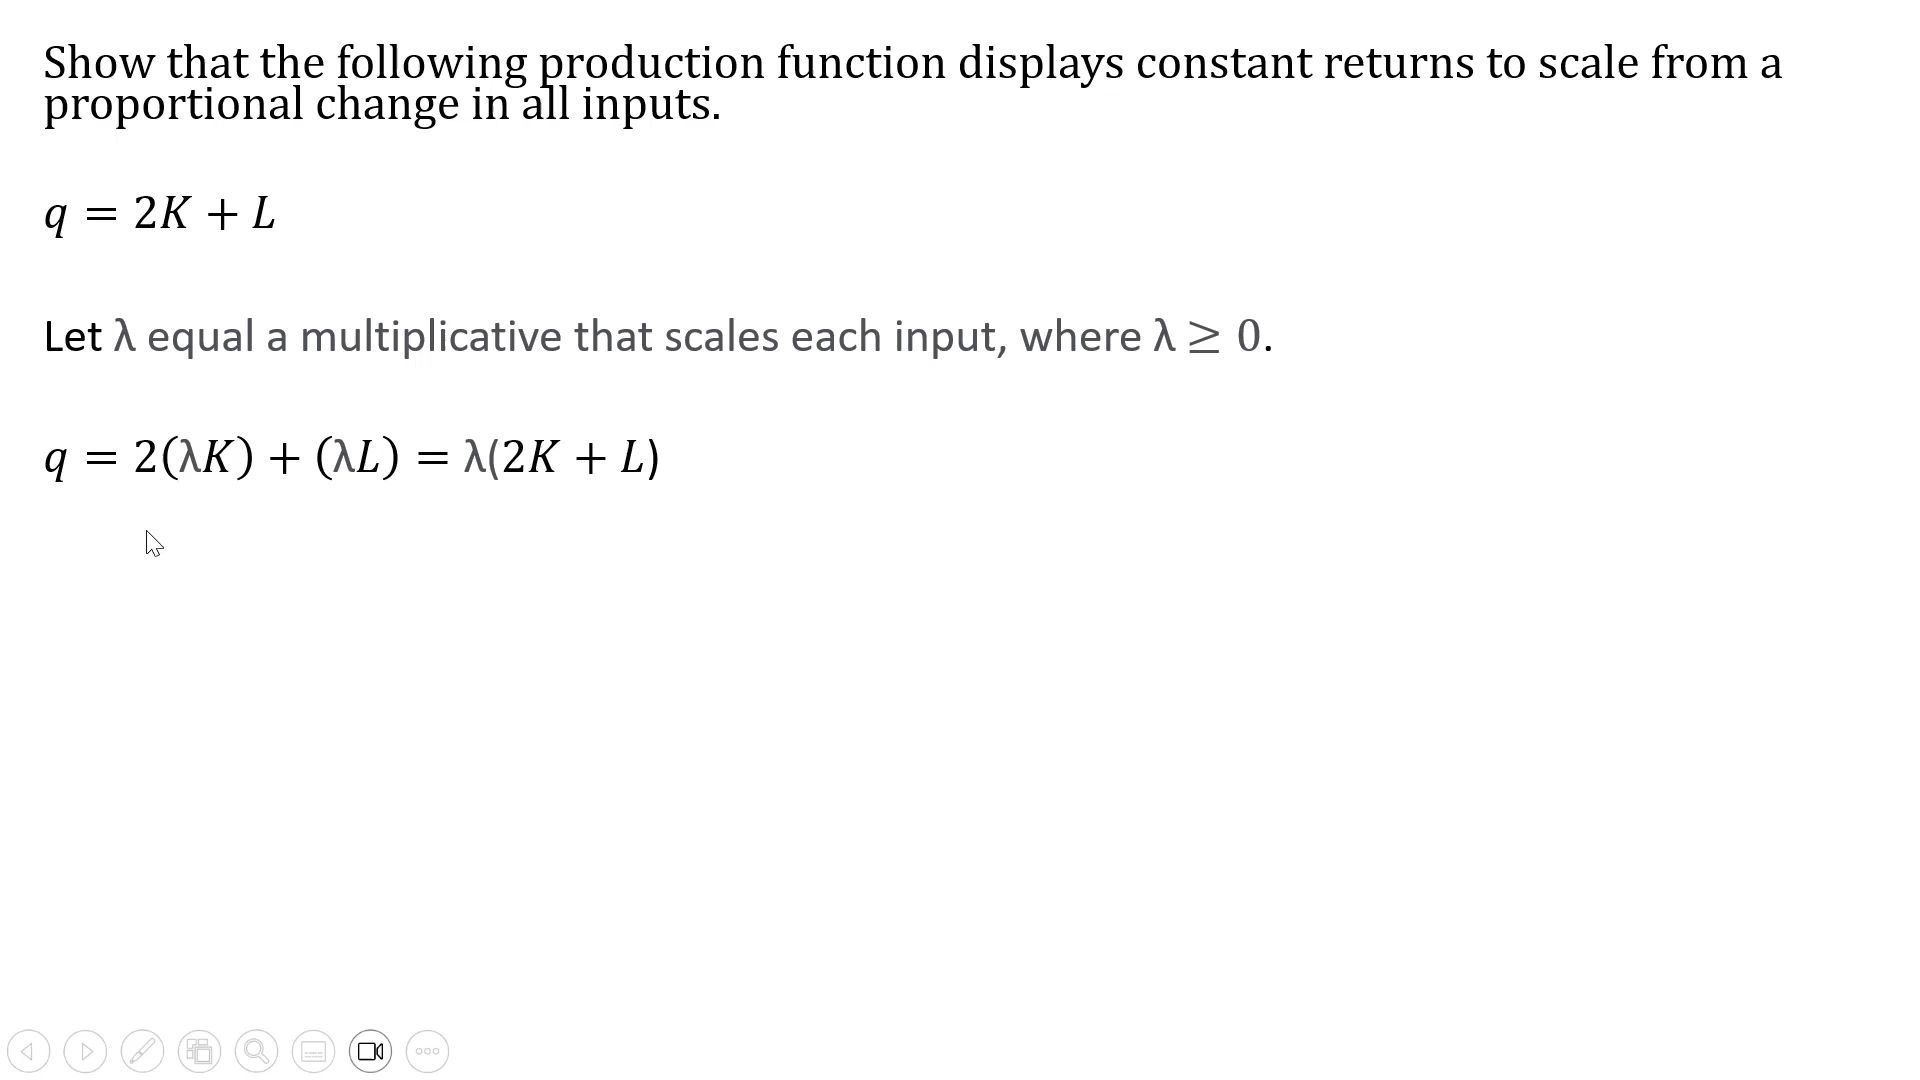 Show that the following production function displays constant returns to scale from a
proportional change in all inputs.
q = 2K + L
Let λ equal a multiplicative that scales each input, where λ ≥ 0.
q = 2(λK) + (λL) = λ(2K + L)